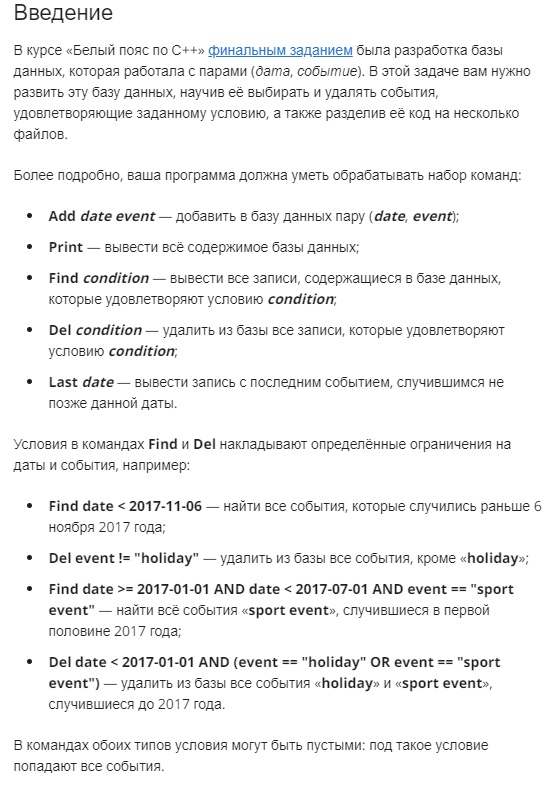 Введение
В курсе «Белый пояс по С++» финальным заданием была разработка базы
данных, которая работала с парами (дата, событие). В этой задаче вам нужно
развить эту базу данных, научив её выбирать и удалять события,
удовлетворяющие заданному условию, а также разделив её код на несколько
файлов.
Более подробно, ваша программа должна уметь обрабатывать набор команд:
• Add date event — добавить в базу данных пару (date, event);
• Print — вывести всё содержимое базы данных;
• Find condition — вывести все записи, содержащиеся в базе данных,
которые удовлетворяют условию condition;
• Del condition — удалить из базы все записи, которые удовлетворяют
условию condition;
• Last date — вывести запись с последним событием, случившимся не
позже данной даты.
Условия в командах Find и Del накладывают определённые ограничения на
даты и события, например:
• Find date < 2017-11-06 — найти все события, которые случились раньше 6
ноября 2017 года;
• Del event != "holiday" — удалить из базы все события, кроме «holiday»;
• Find date >= 2017-01-01 AND date < 2017-07-01 AND event == "sport
event" — найти всё события «sport event», случившиеся в первой
половине 2017 года;
• Del date < 2017-01-01 AND (event == "holiday" OR event == "sport
event") — удалить из базы все события «holiday» и «sport event»,
случившиеся до 2017 года.
В командах обоих типов условия могут быть пустыми: под такое условие
попадают все события.